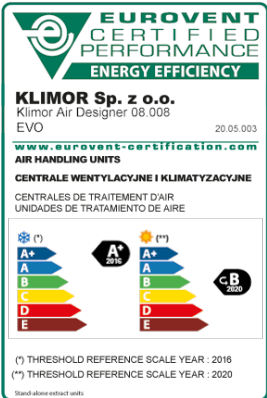 EUROVENT
CERTIFIED
PERFORMANCE
ENERGY EFFICIENCY
KLIMOR Sp. z o.o.
Klimor Air Designer 08.008
EVO 20.05.003
www.eurovent-certification.com
AIR HANDLING UNITS
CENTRALE WENTYLACYJNE I KLIMATYZACYJNE
CENTRALES DE TRAITEMENT D'AIR
UNIDADES DE TRATAMIENTO DE AIRE
(*) (**)
A+ A+ 2016 A+
A A
B B B 2020
C C
D D
E E
(*) THRESHOLD REFERENCE SCALE YEAR : 2016
(**) THRESHOLD REFERENCE SCALE YEAR : 2020
Stand-alone extract units